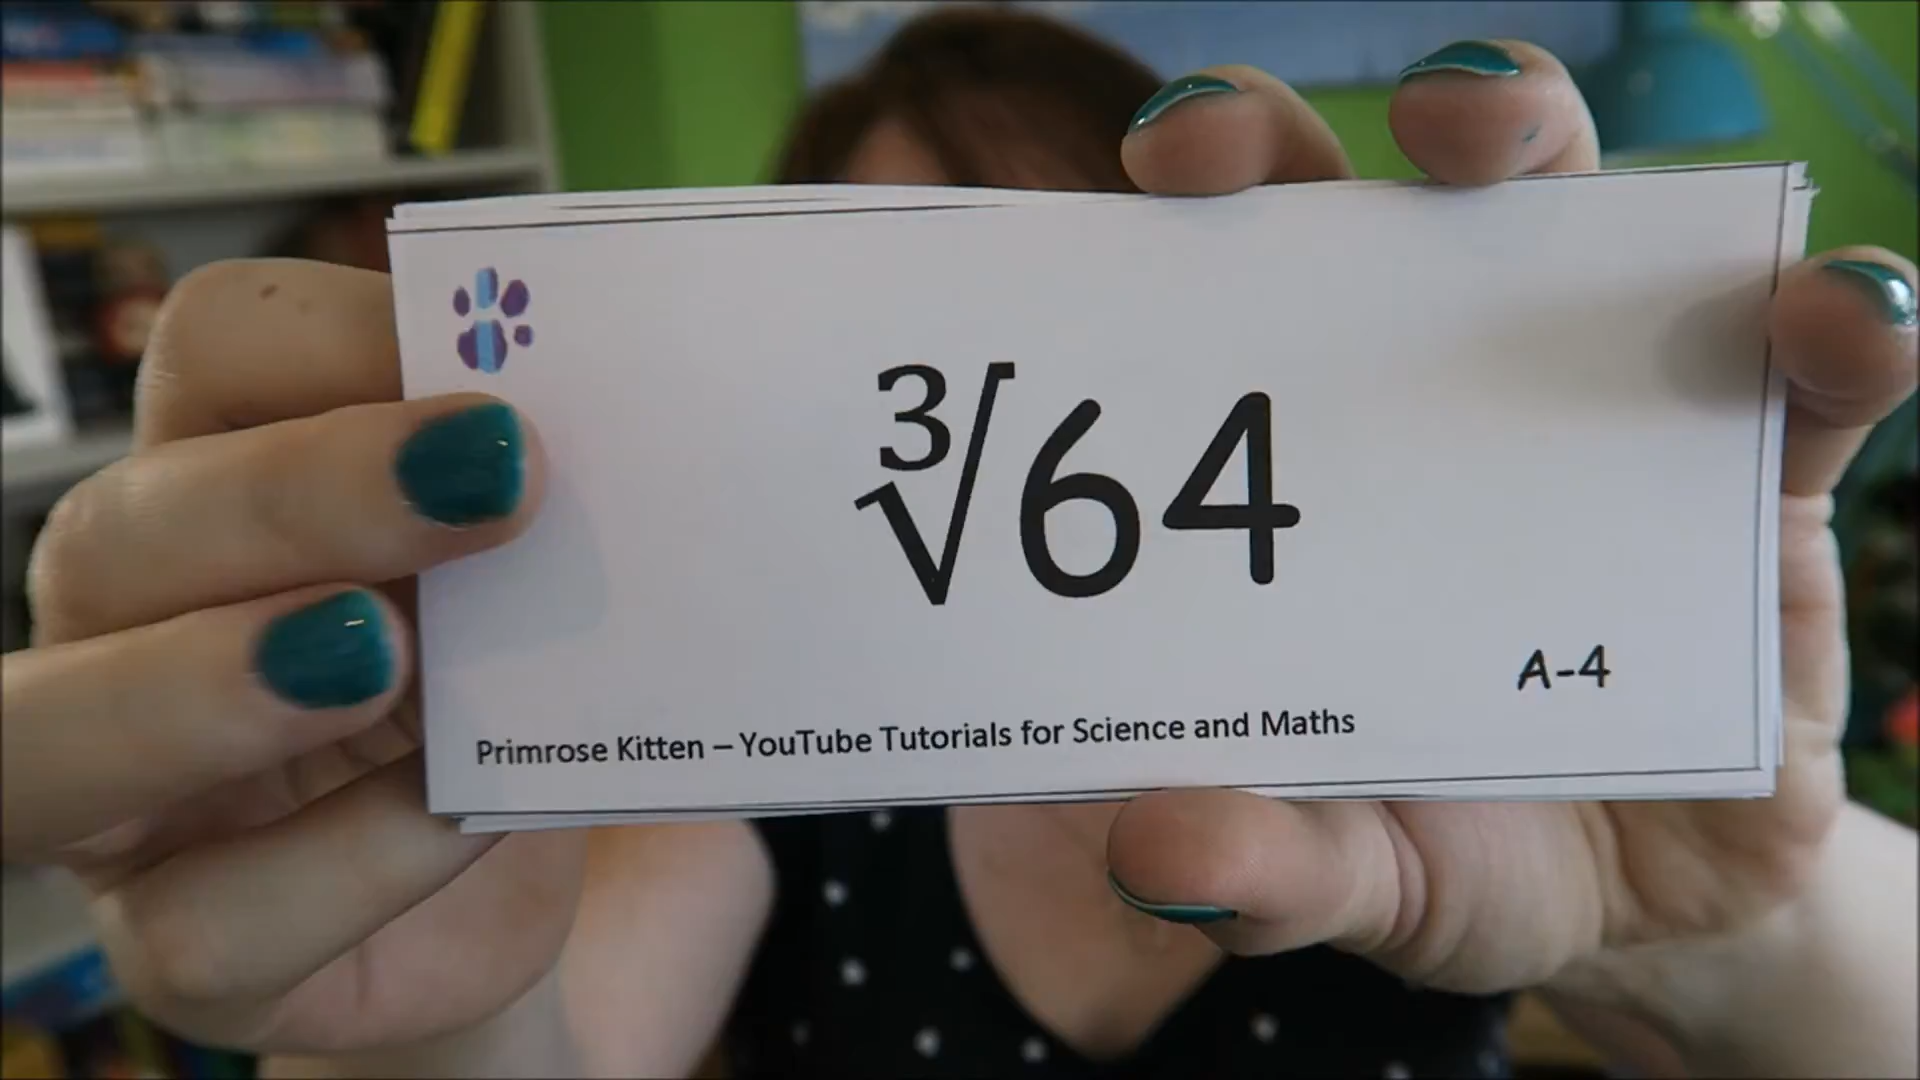 ∛64
A-4
Primrose Kitten – YouTube Tutorials for Science and Maths